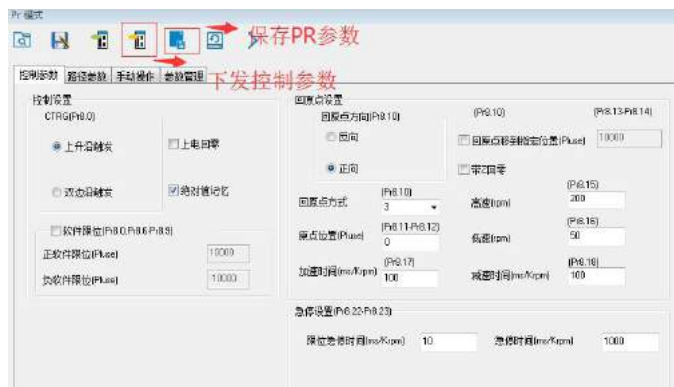 Pr 模式
保存PR参数
控制参数 路径参数 手动操作 参数管理
下发控制参数
控制设置
CTRG(Pr8.0)
上升沿触发
上电回零
双边沿触发
绝对值记忆
软件限位(Pr8.0,Pr8.6-Pr8.9)
正软件限位(Pluse) 10000
负软件限位(Pluse) 10000
回原点设置
回原点方向(Pr8.10)
反向
正向
(Pr8.10) (Pr8.13-Pr8.14)
回原点移到指定位置(Pluse) 10000
带Z回零
回原点方式 (Pr8.10) 3
高速(rpm) (Pr8.15) 200
原点位置(Pluse) (Pr8.11-Pr8.12) 0
低速(rpm) (Pr8.16) 50
加速时间(ms/Krpm) (Pr8.17) 100
减速时间(ms/Krpm) (Pr8.18) 100
急停设置(Pr8.22-Pr8.23)
限位急停时间(ms/Krpm) 10 急停时间(ms/Krpm) 1000